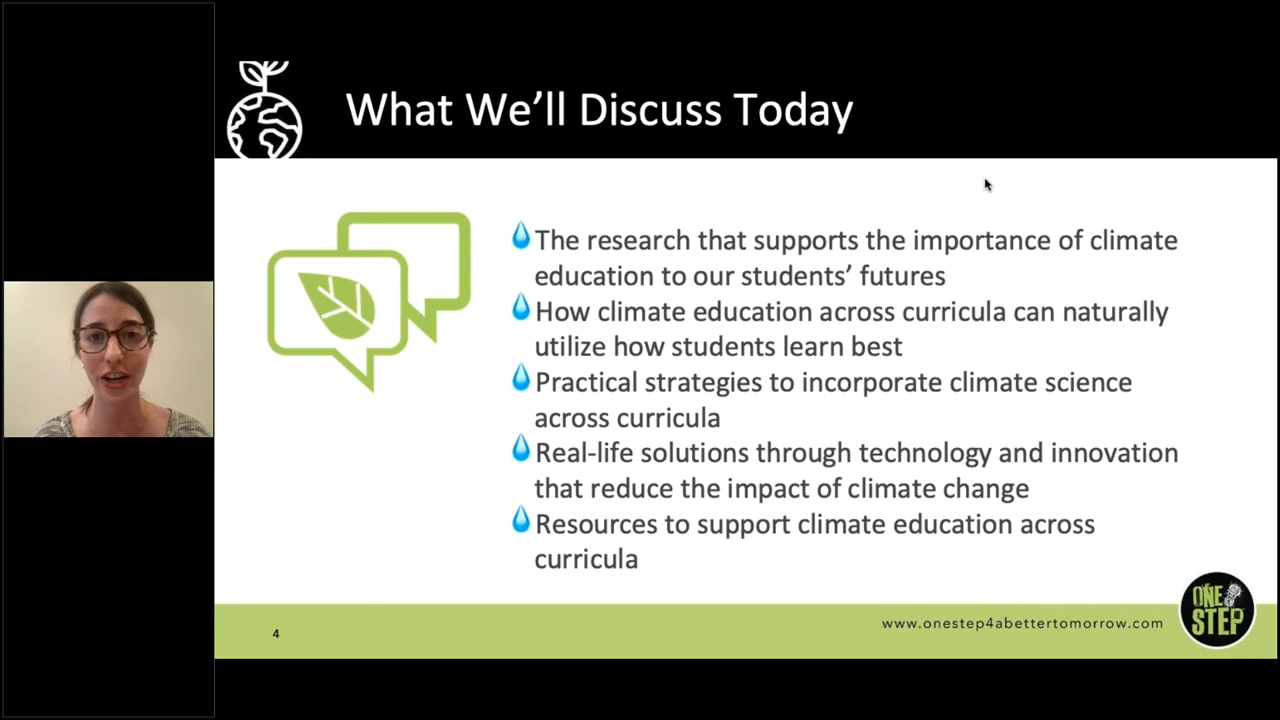 What We’ll Discuss Today
The research that supports the importance of climate
education to our students’ futures
How climate education across curricula can naturally
utilize how students learn best
Practical strategies to incorporate climate science
across curricula
Real-life solutions through technology and innovation
that reduce the impact of climate change
Resources to support climate education across
curricula
4
www.onestep4abettertomorrow.com
ONE
STEP